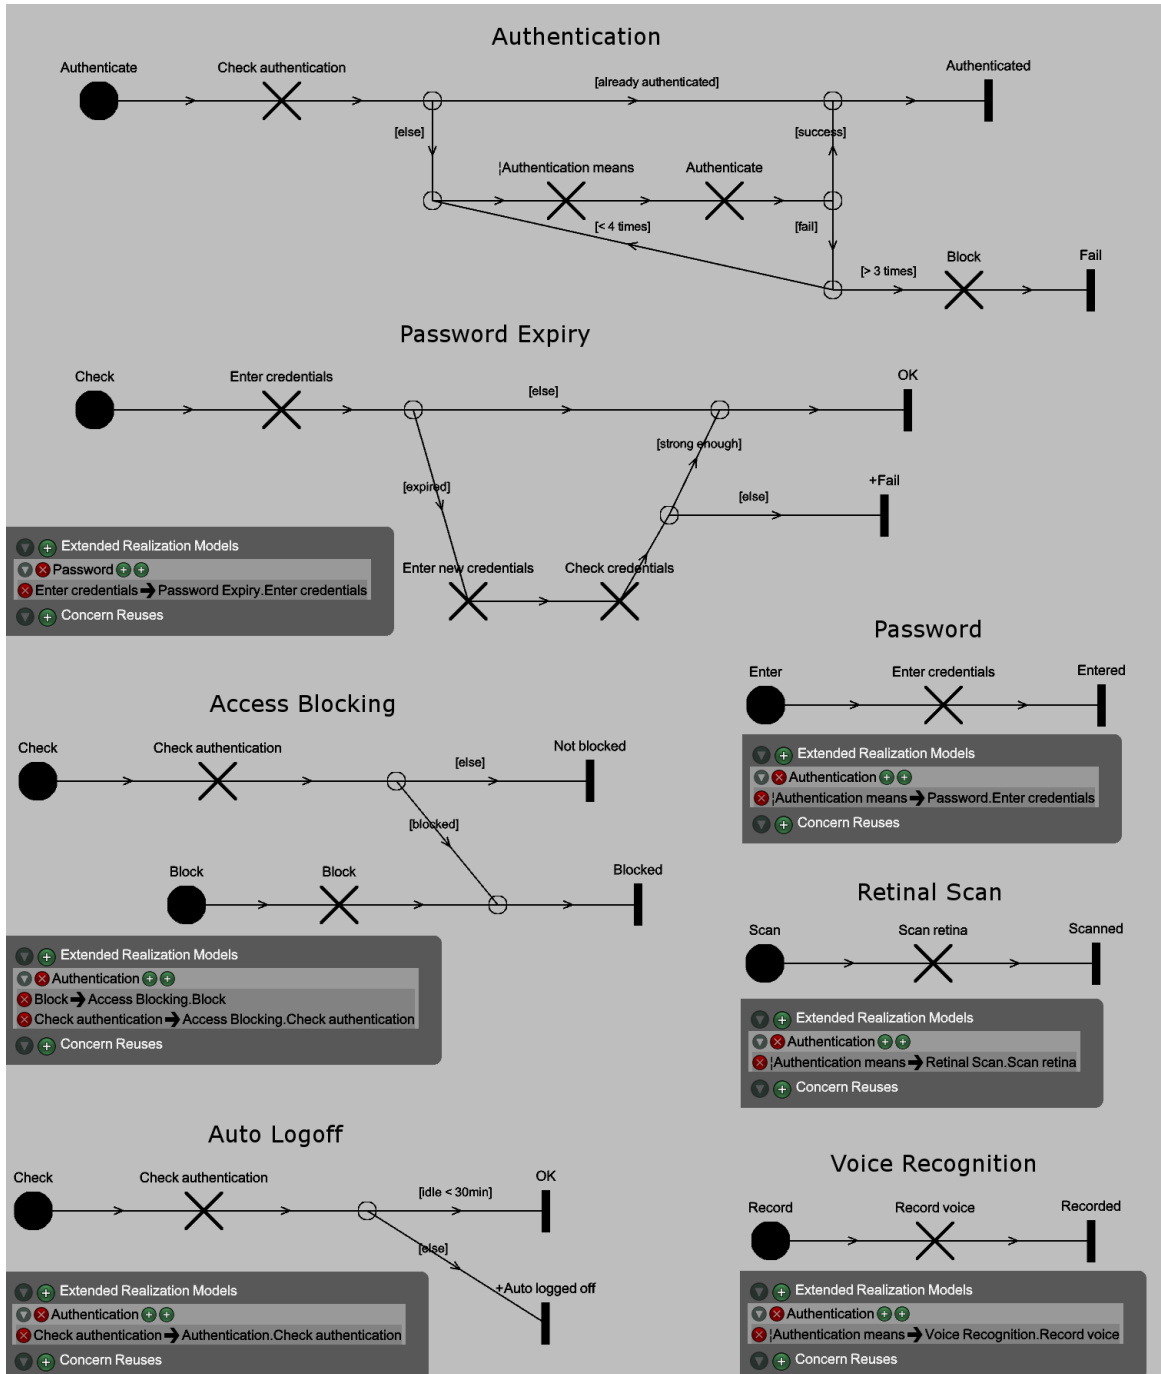 Authentication
Authenticate
Check authentication
[already authenticated]
Authenticated
[else]
[success]
¦Authentication means
Authenticate
[< 4 times]
[fail]
[> 3 times]
Block
Fail
Password Expiry
Check
Enter credentials
[else]
OK
[strong enough]
[expired]
[else]
+Fail
Enter new credentials
Check credentials
Extended Realization Models
Password
Enter credentials➔Password Expiry.Enter credentials
Concern Reuses
Password
Enter
Enter credentials
Entered
Extended Realization Models
Authentication
¦Authentication means➔Password.Enter credentials
Concern Reuses
Access Blocking
Check
Check authentication
[else]
Not blocked
[blocked]
Block
Block
Blocked
Extended Realization Models
Authentication
Block➔Access Blocking.Block
Check authentication➔Access Blocking.Check authentication
Concern Reuses
Retinal Scan
Scan
Scan retina
Scanned
Extended Realization Models
Authentication
¦Authentication means➔Retinal Scan.Scan retina
Concern Reuses
Auto Logoff
Check
Check authentication
[idle < 30min]
OK
[else]
+Auto logged off
Extended Realization Models
Authentication
Check authentication➔Authentication.Check authentication
Concern Reuses
Voice Recognition
Record
Record voice
Recorded
Extended Realization Models
Authentication
¦Authentication means➔Voice Recognition.Record voice
Concern Reuses